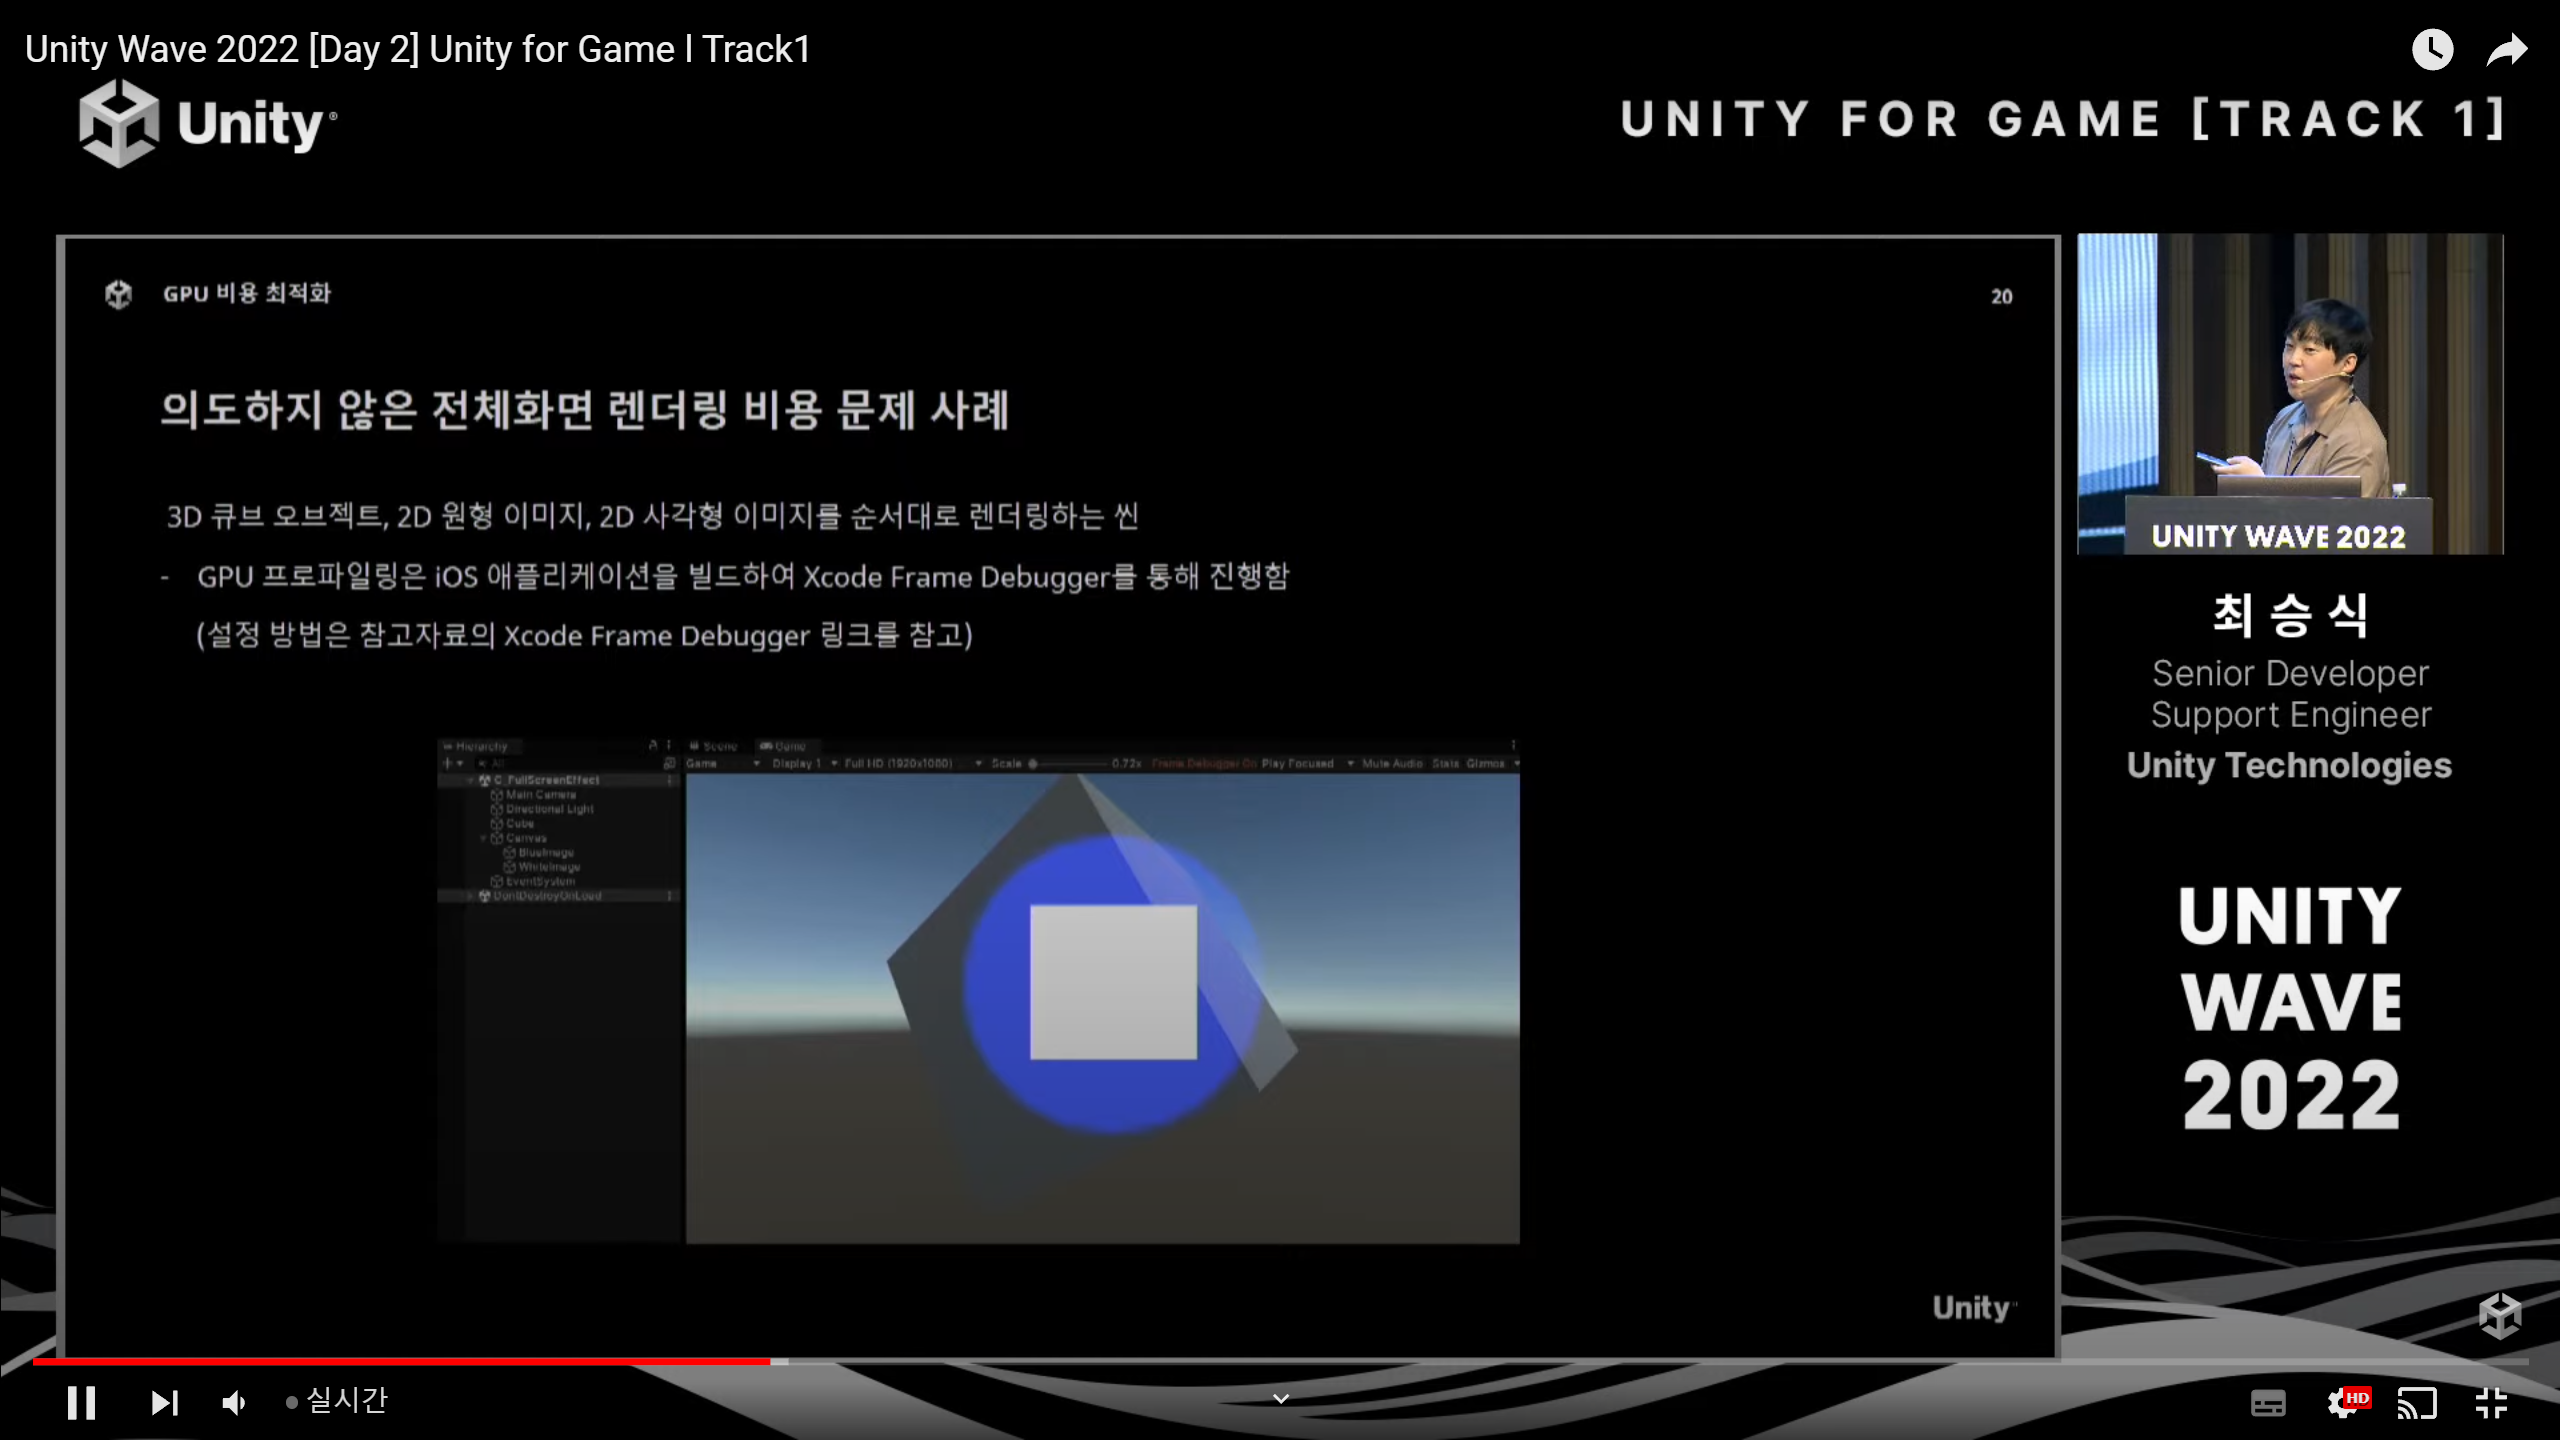 Unity Wave 2022 [Day 2] Unity for Game l Track1
Unity
UNITY FOR GAME [TRACK 1]
GPU 비용 최적화
20
의도하지 않은 전체화면 렌더링 비용 문제 사례
3D 큐브 오브젝트, 2D 원형 이미지, 2D 사각형 이미지를 순서대로 렌더링하는 씬
- GPU 프로파일링은 iOS 애플리케이션을 빌드하여 Xcode Frame Debugger를 통해 진행함
(설정 방법은 참고자료의 Xcode Frame Debugger 링크를 참고)
Hierarchy
All
C_FullScreenEffect
Main Camera
Directional Light
Cube
Canvas
BlueImage
WhiteImage
EventSystem
DontDestroyOnLoad
Scene Game
Game Display 1 Full HD (1920x1080) Scale 0.72x Frame Debugger On Play Focused Mute Audio Stats Gizmos
Unity
UNITY WAVE 2022
최승식
Senior Developer
Support Engineer
Unity Technologies
UNITY
WAVE
2022
실시간
HD